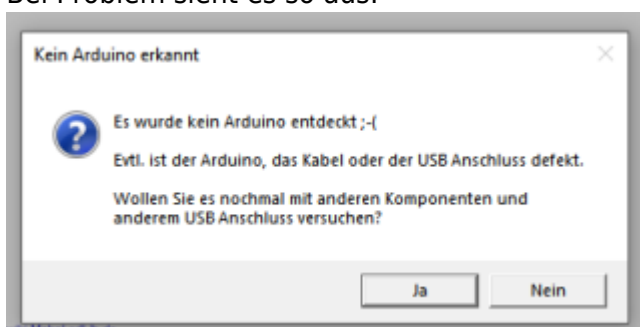 Bei Problem sieht es so aus:
Kein Arduino erkannt
Es wurde kein Arduino entdeckt ;-(
Evtl. ist der Arduino, das Kabel oder der USB Anschluss defekt.
Wollen Sie es nochmal mit anderen Komponenten und
anderem USB Anschluss versuchen?
Ja
Nein